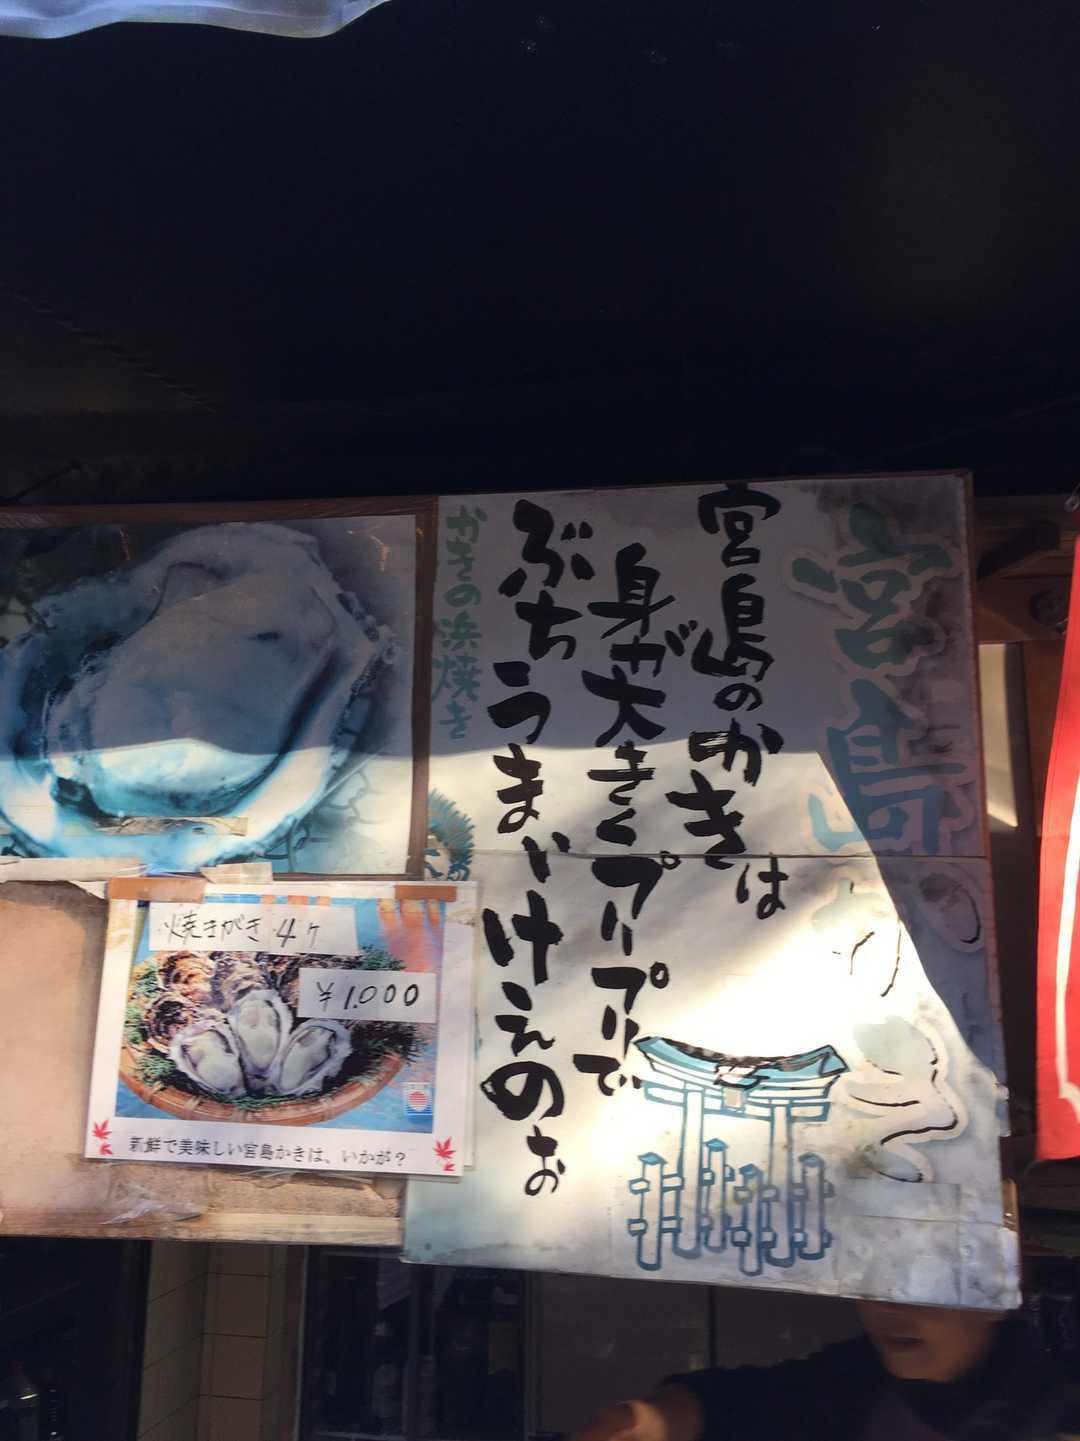 宮島
宮島のかきは
身が大きくプリプリで
ぶちうまいけえのぉ
かきの浜焼き
焼きがき 4ヶ
¥1,000
新鮮で美味しい宮島かきは、いかが?